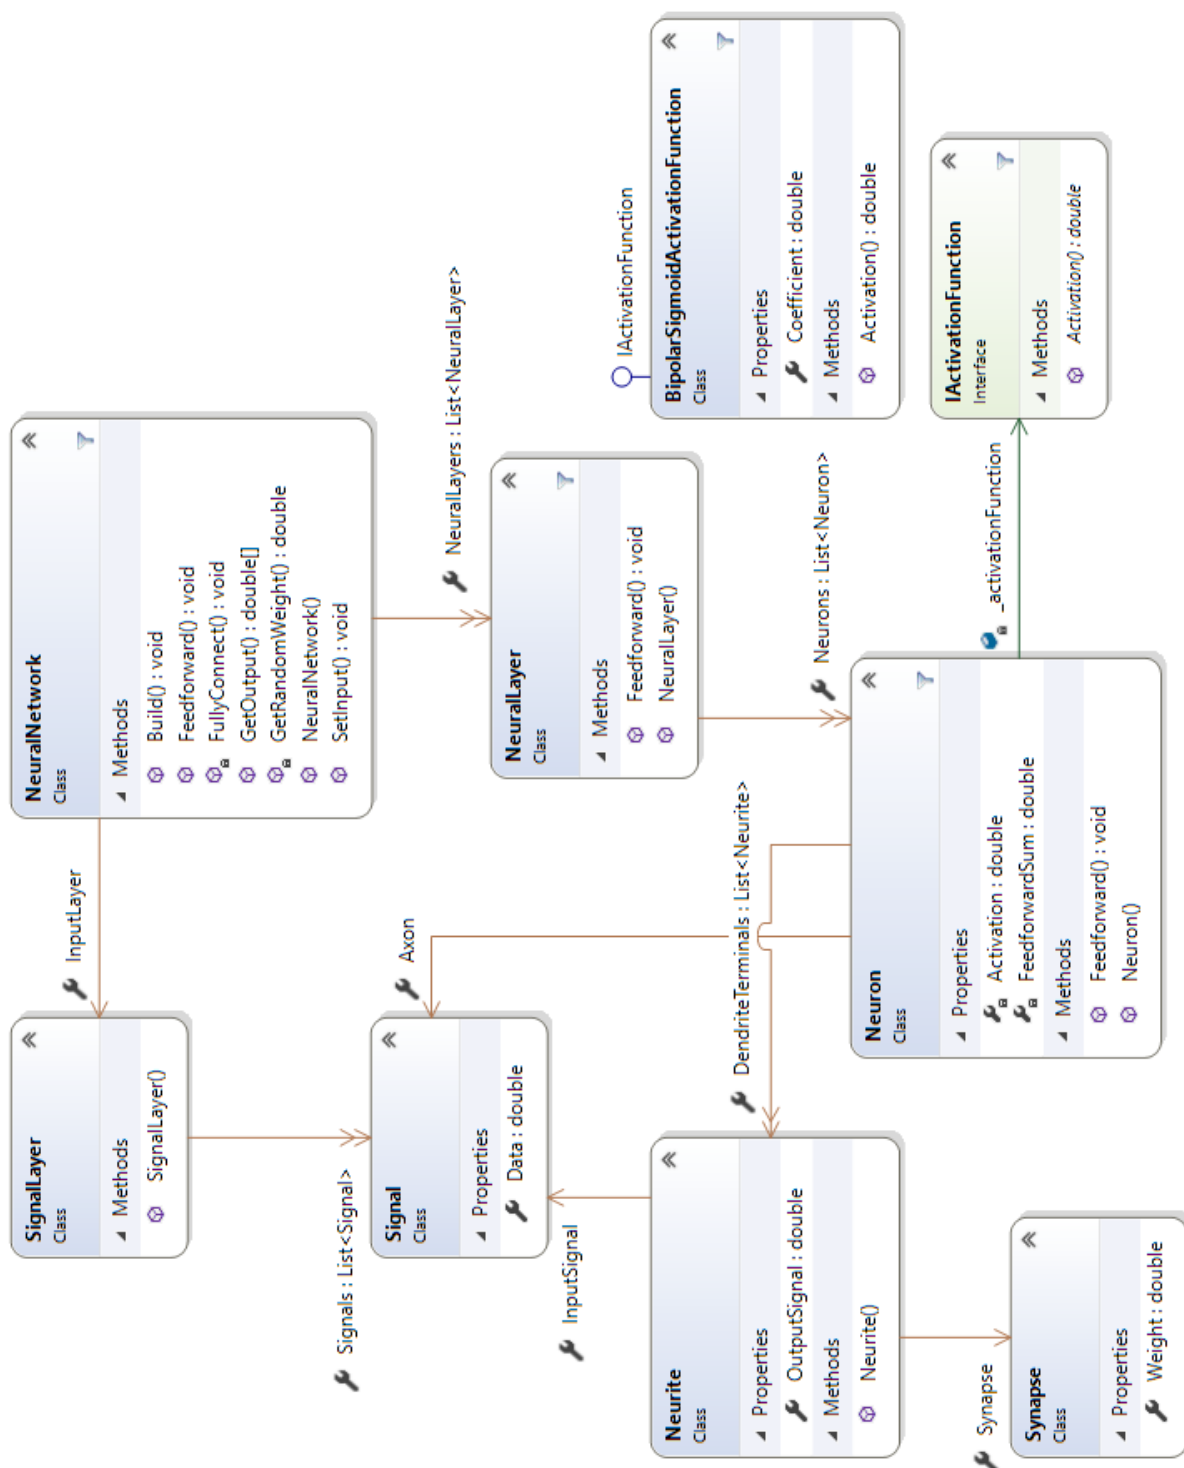 NeuralNetwork
Class
Methods
Build() : void
Feedforward() : void
FullyConnect() : void
GetOutput() : double[]
GetRandomWeight() : double
NeuralNetwork()
SetInput() : void
InputLayer
NeuralLayers : List<NeuralLayer>
SignalLayer
Class
Methods
SignalLayer()
Signals : List<Signal>
Signal
Class
Properties
Data : double
Axon
InputSignal
NeuralLayer
Class
Methods
Feedforward() : void
NeuralLayer()
Neurons : List<Neuron>
IActivationFunction
BipolarSigmoidActivationFunction
Class
Properties
Coefficient : double
Methods
Activation() : double
DendriteTerminals : List<Neurite>
Neurite
Class
Properties
OutputSignal : double
Methods
Neurite()
Synapse
Neuron
Class
Properties
Activation : double
FeedforwardSum : double
Methods
Feedforward() : void
Neuron()
_activationFunction
IActivationFunction
Interface
Methods
Activation() : double
Synapse
Class
Properties
Weight : double